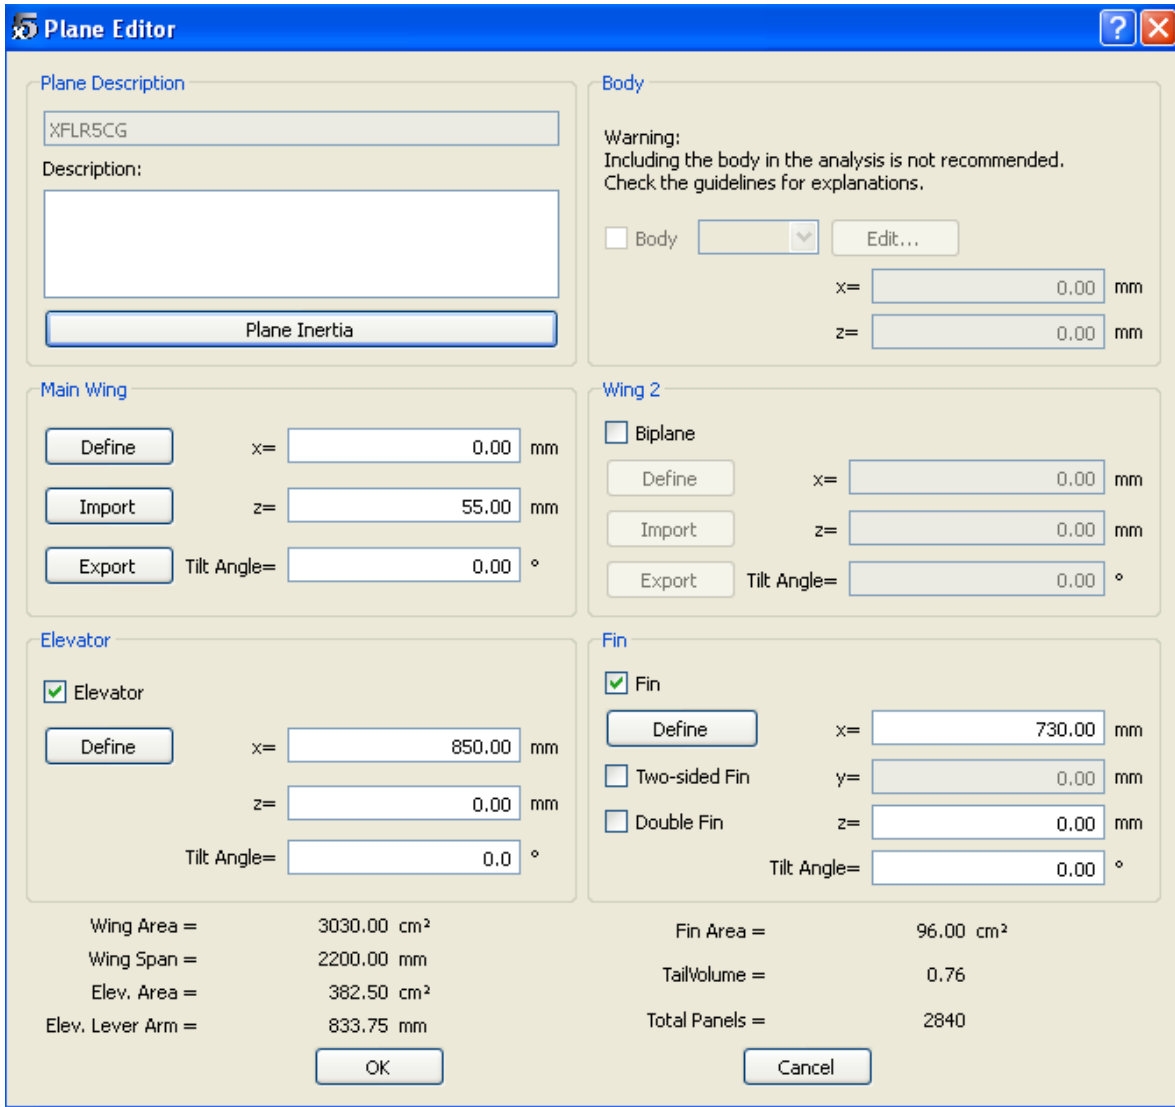 x5 Plane Editor
Plane Description
XFLR5CG
Description:
Plane Inertia
Body
Warning:
Including the body in the analysis is not recommended.
Check the guidelines for explanations.
Body Edit...
x= 0.00 mm
z= 0.00 mm
Main Wing
Define x= 0.00 mm
Import z= 55.00 mm
Export Tilt Angle= 0.00 °
Wing 2
Biplane
Define x= 0.00 mm
Import z= 0.00 mm
Export Tilt Angle= 0.00 °
Elevator
Elevator
Define x= 850.00 mm
z= 0.00 mm
Tilt Angle= 0.0 °
Fin
Fin
Define x= 730.00 mm
Two-sided Fin y= 0.00 mm
Double Fin z= 0.00 mm
Tilt Angle= 0.00 °
Wing Area = 3030.00 cm²
Wing Span = 2200.00 mm
Elev. Area = 382.50 cm²
Elev. Lever Arm = 833.75 mm
Fin Area = 96.00 cm²
TailVolume = 0.76
Total Panels = 2840
OK
Cancel